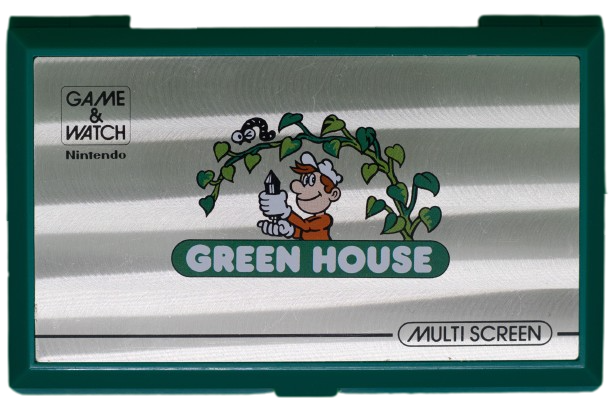 GAME
&
WATCH
Nintendo
GREEN HOUSE
MULTI SCREEN